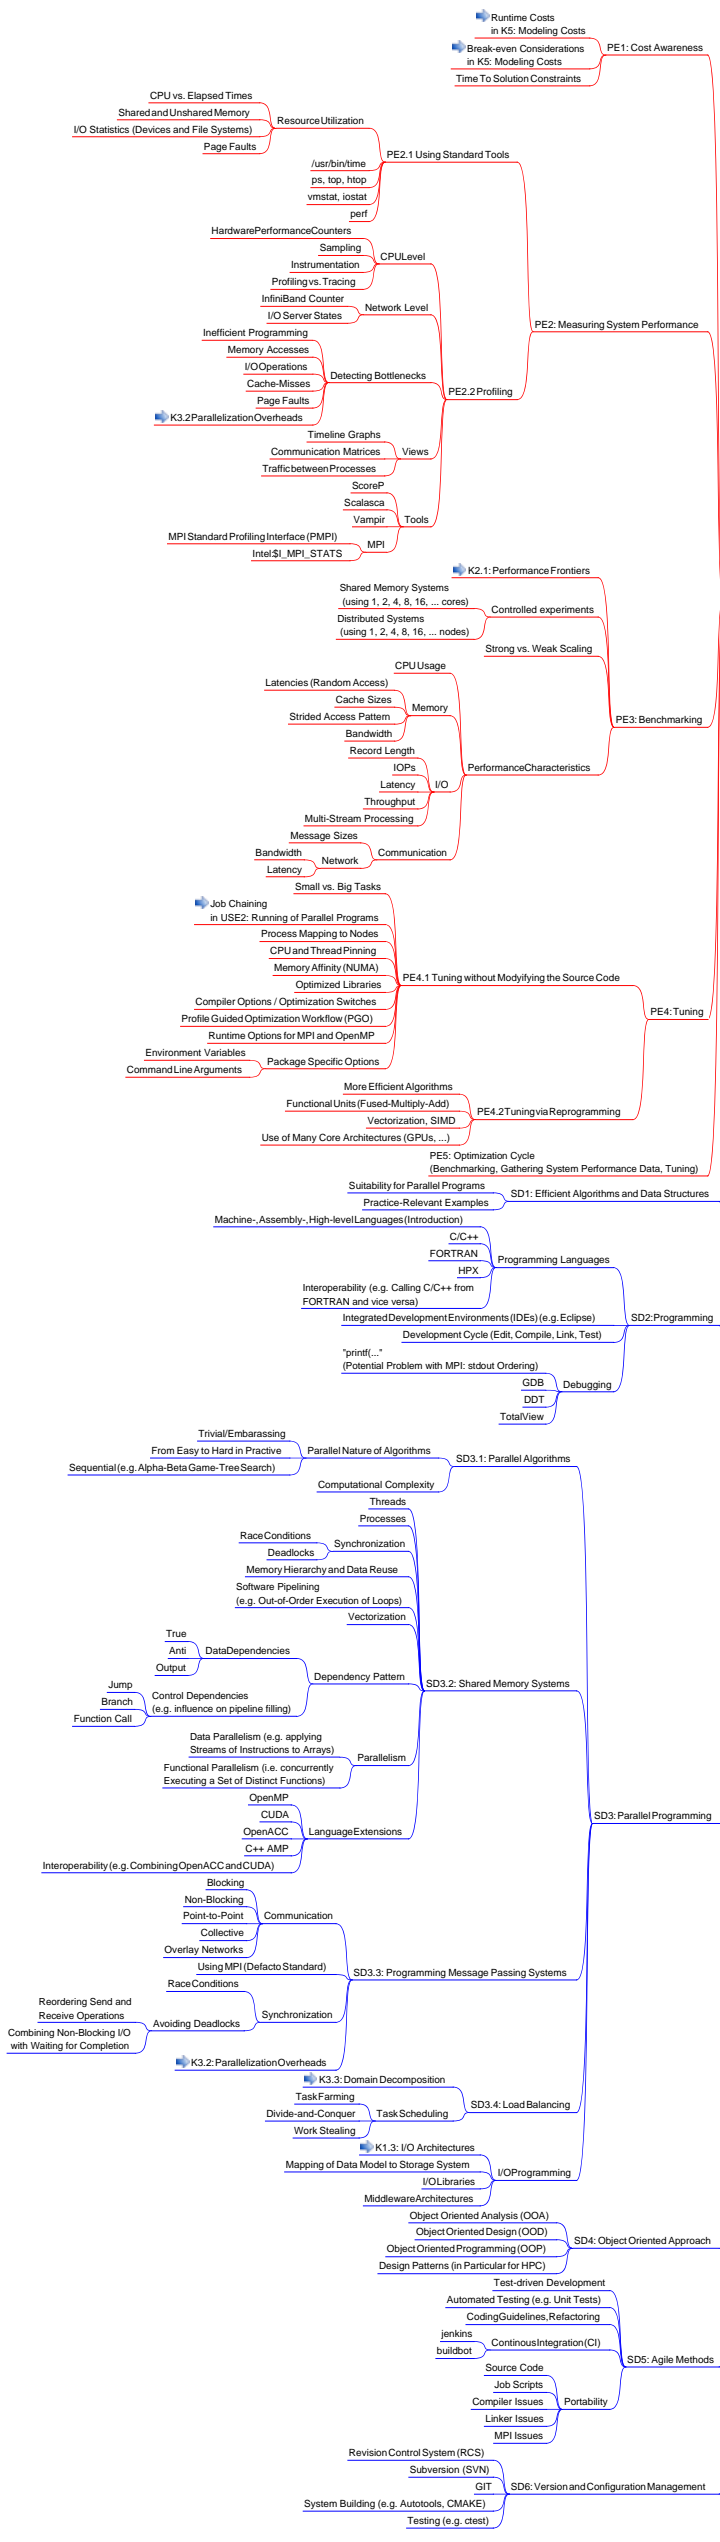 Runtime Costs
in K5: Modeling Costs
Break-even Considerations
in K5: Modeling Costs
Time To Solution Constraints
PE1: Cost Awareness
CPU vs. Elapsed Times
Shared and Unshared Memory
I/O Statistics (Devices and File Systems)
Page Faults
Resource Utilization
/usr/bin/time
ps, top, htop
vmstat, iostat
perf
PE2.1 Using Standard Tools
Hardware Performance Counters
Sampling
Instrumentation
Profiling vs. Tracing
CPU Level
InfiniBand Counter
I/O Server States
Network Level
Inefficient Programming
Memory Accesses
I/O Operations
Cache-Misses
Page Faults
K3.2 Parallelization Overheads
Detecting Bottlenecks
Timeline Graphs
Communication Matrices
Traffic between Processes
Views
ScoreP
Scalasca
Vampir
MPI Standard Profiling Interface (PMPI)
Intel: $I_MPI_STATS
MPI
Tools
PE2.2 Profiling
PE2: Measuring System Performance
K2.1: Performance Frontiers
Shared Memory Systems
(using 1, 2, 4, 8, 16, ... cores)
Distributed Systems
(using 1, 2, 4, 8, 16, ... nodes)
Controlled experiments
Strong vs. Weak Scaling
CPU Usage
Latencies (Random Access)
Cache Sizes
Strided Access Pattern
Bandwidth
Memory
Record Length
IOPs
Latency
Throughput
Multi-Stream Processing
I/O
Message Sizes
Bandwidth
Latency
Network
Communication
Performance Characteristics
PE3: Benchmarking
Small vs. Big Tasks
Job Chaining
in USE2: Running of Parallel Programs
Process Mapping to Nodes
CPU and Thread Pinning
Memory Affinity (NUMA)
Optimized Libraries
Compiler Options / Optimization Switches
Profile Guided Optimization Workflow (PGO)
Runtime Options for MPI and OpenMP
Environment Variables
Command Line Arguments
Package Specific Options
PE4.1 Tuning without Modyifying the Source Code
More Efficient Algorithms
Functional Units (Fused-Multiply-Add)
Vectorization, SIMD
Use of Many Core Architectures (GPUs, ...)
PE4.2 Tuning via Reprogramming
PE4: Tuning
PE5: Optimization Cycle
(Benchmarking, Gathering System Performance Data, Tuning)
Suitability for Parallel Programs
Practice-Relevant Examples
SD1: Efficient Algorithms and Data Structures
Machine-, Assembly-, High-level Languages (Introduction)
C/C++
FORTRAN
HPX
Interoperability (e.g. Calling C/C++ from
FORTRAN and vice versa)
Programming Languages
Integrated Development Environments (IDEs) (e.g. Eclipse)
Development Cycle (Edit, Compile, Link, Test)
"printf(..."
(Potential Problem with MPI: stdout Ordering)
GDB
DDT
TotalView
Debugging
SD2: Programming
Trivial/Embarassing
From Easy to Hard in Practive
Sequential (e.g. Alpha-Beta Game-Tree Search)
Parallel Nature of Algorithms
Computational Complexity
SD3.1: Parallel Algorithms
Threads
Processes
Race Conditions
Deadlocks
Synchronization
Memory Hierarchy and Data Reuse
Software Pipelining
(e.g. Out-of-Order Execution of Loops)
Vectorization
True
Anti
Output
Data Dependencies
Jump
Branch
Function Call
Control Dependencies
(e.g. influence on pipeline filling)
Dependency Pattern
Data Parallelism (e.g. applying
Streams of Instructions to Arrays)
Functional Parallelism (i.e. concurrently
Executing a Set of Distinct Functions)
Parallelism
OpenMP
CUDA
OpenACC
C++ AMP
Interoperability (e.g. Combining OpenACC and CUDA)
Language Extensions
SD3.2: Shared Memory Systems
Blocking
Non-Blocking
Point-to-Point
Collective
Overlay Networks
Communication
Using MPI (Defacto Standard)
Race Conditions
Reordering Send and
Receive Operations
Combining Non-Blocking I/O
with Waiting for Completion
Avoiding Deadlocks
Synchronization
K3.2: Parallelization Overheads
SD3.3: Programming Message Passing Systems
K3.3: Domain Decomposition
Task Farming
Divide-and-Conquer
Work Stealing
Task Scheduling
SD3.4: Load Balancing
K1.3: I/O Architectures
Mapping of Data Model to Storage System
I/O Libraries
Middleware Architectures
I/O Programming
SD3: Parallel Programming
Object Oriented Analysis (OOA)
Object Oriented Design (OOD)
Object Oriented Programming (OOP)
Design Patterns (in Particular for HPC)
SD4: Object Oriented Approach
Test-driven Development
Automated Testing (e.g. Unit Tests)
Coding Guidelines, Refactoring
jenkins
buildbot
Continous Integration (CI)
Source Code
Job Scripts
Compiler Issues
Linker Issues
MPI Issues
Portability
SD5: Agile Methods
Revision Control System (RCS)
Subversion (SVN)
GIT
System Building (e.g. Autotools, CMAKE)
Testing (e.g. ctest)
SD6: Version and Configuration Management